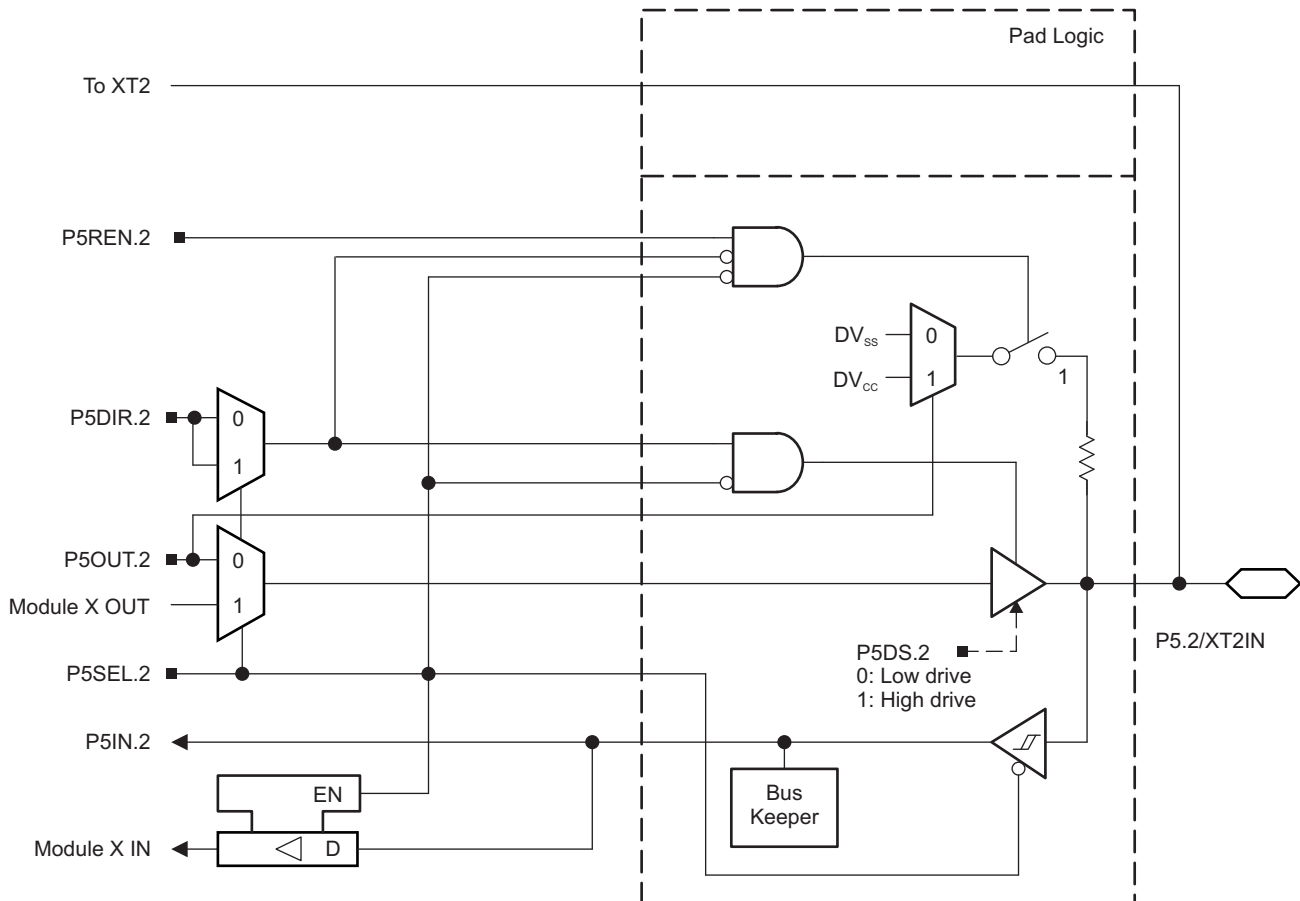 Pad Logic
To XT2
P5REN.2
DVSS
0
DVCC
1
1
P5DIR.2
0
1
P5OUT.2
0
Module X OUT
1
P5SEL.2
P5DS.2
0: Low drive
1: High drive
P5.2/XT2IN
P5IN.2
EN
Bus
Keeper
Module X IN
D